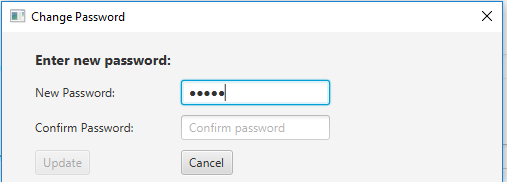 Change Password
Enter new password:
New Password: •••••
Confirm Password: Confirm password
Update Cancel